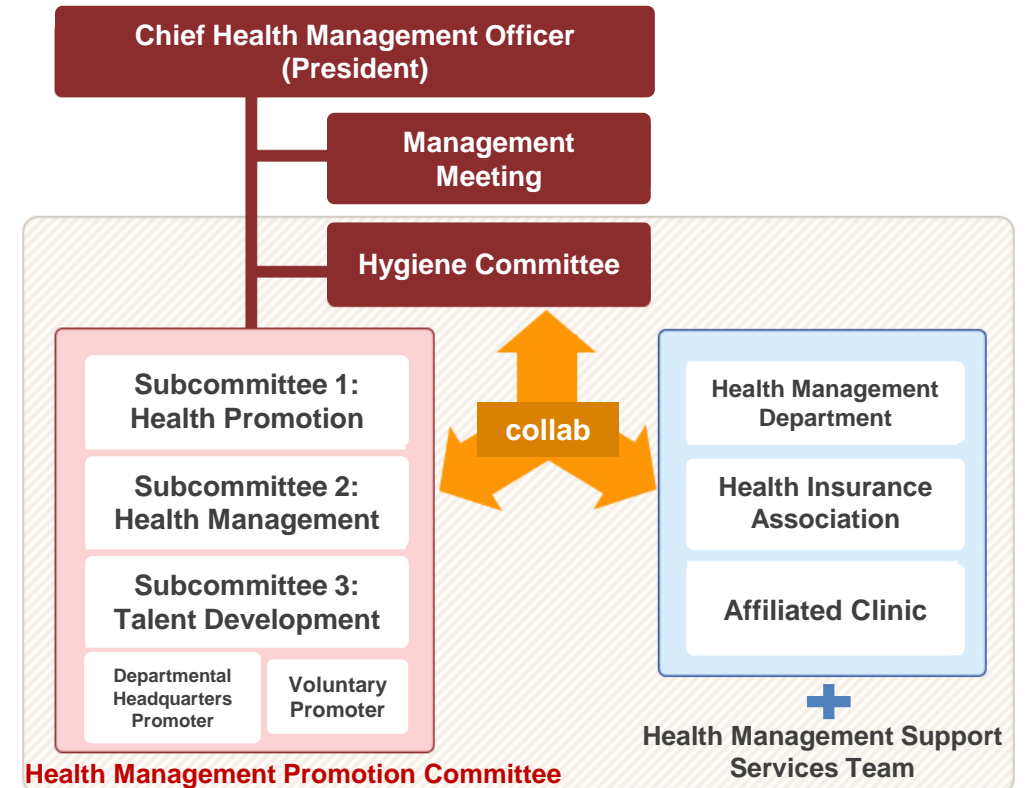 Chief Health Management Officer
(President)
Management
Meeting
Hygiene Committee
Subcommittee 1:
Health Promotion
Subcommittee 2:
Health Management
Subcommittee 3:
Talent Development
Departmental
Headquarters
Promoter
Voluntary
Promoter
Health Management Promotion Committee
collab
Health Management
Department
Health Insurance
Association
Affiliated Clinic
Health Management Support
Services Team